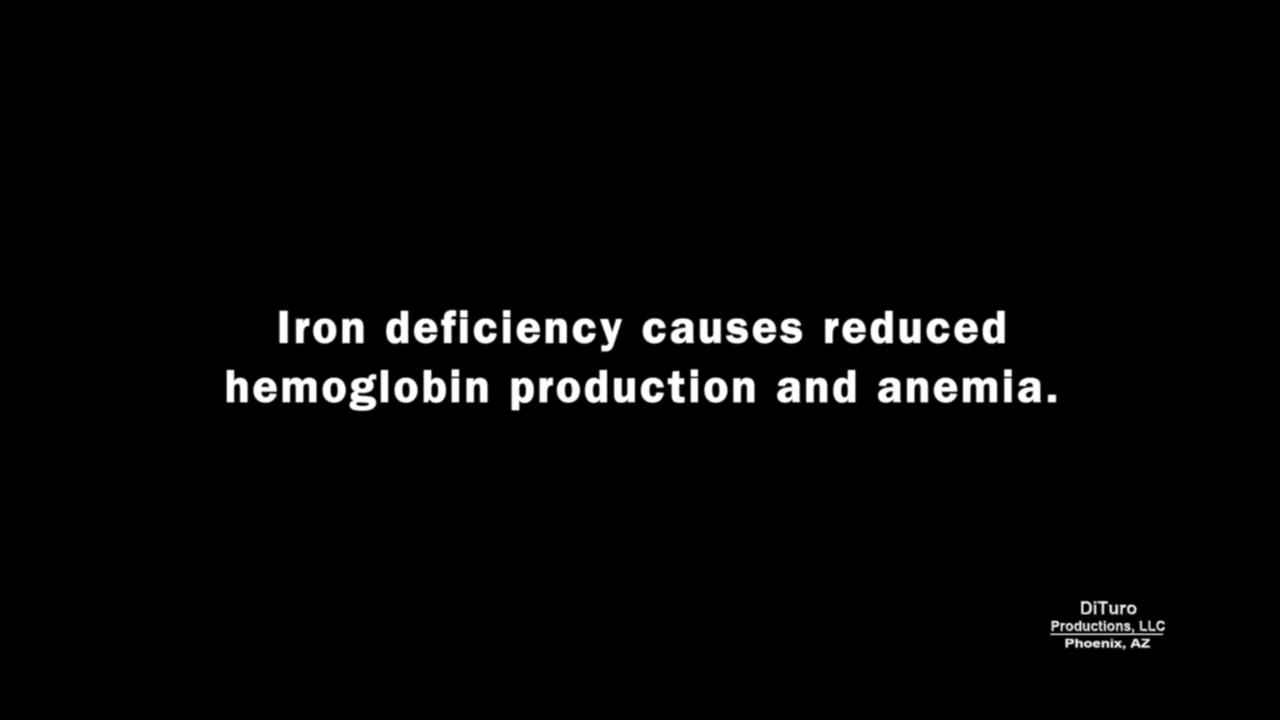 Iron deficiency causes reduced
hemoglobin production and anemia.
DiTuro
Productions, LLC
Phoenix, AZ